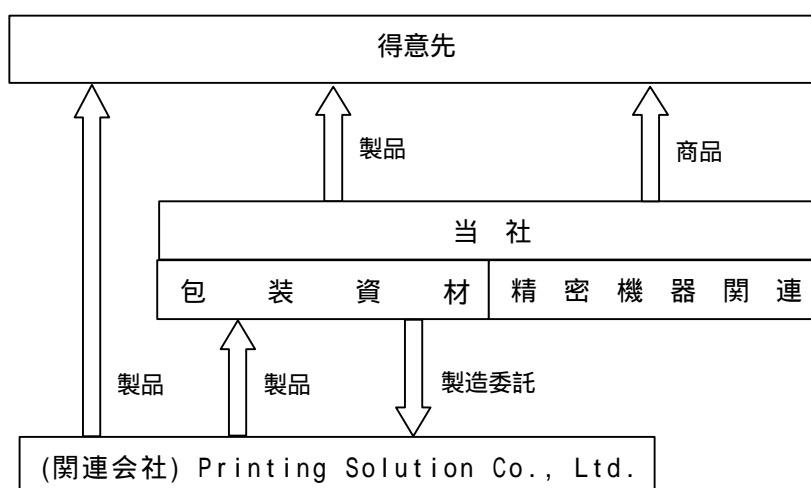 得意先
製品
商品
当 社
包 装 資 材
精 密 機 器 関 連
製品
製品
製造委託
(関連会社) Printing Solution Co., Ltd.